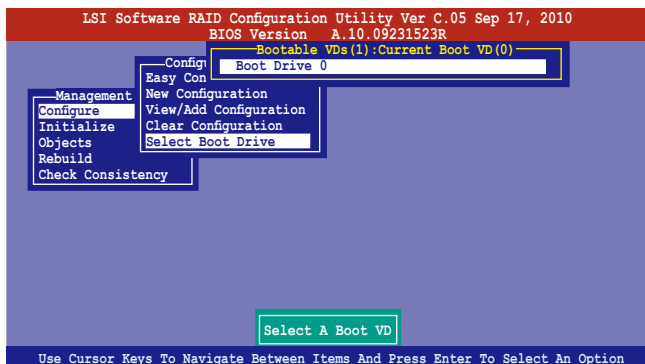 LSI Software RAID Configuration Utility Ver C.05 Sep 17, 2010
BIOS Version A.10.09231523R
Bootable VDs(1):Current Boot VD(0)
Boot Drive 0
Configu
Easy Con
New Configuration
View/Add Configuration
Clear Configuration
Select Boot Drive
Management
Configure
Initialize
Objects
Rebuild
Check Consistency
Select A Boot VD
Use Cursor Keys To Navigate Between Items And Press Enter To Select An Option